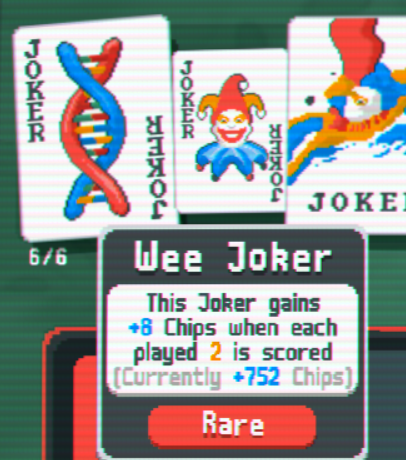 JOKER
JOKER
JOKER
JOKER
JOKE
6/6
Wee Joker
This Joker gains
+8 Chips when each
played 2 is scored
(Currently +752 Chips)
Rare